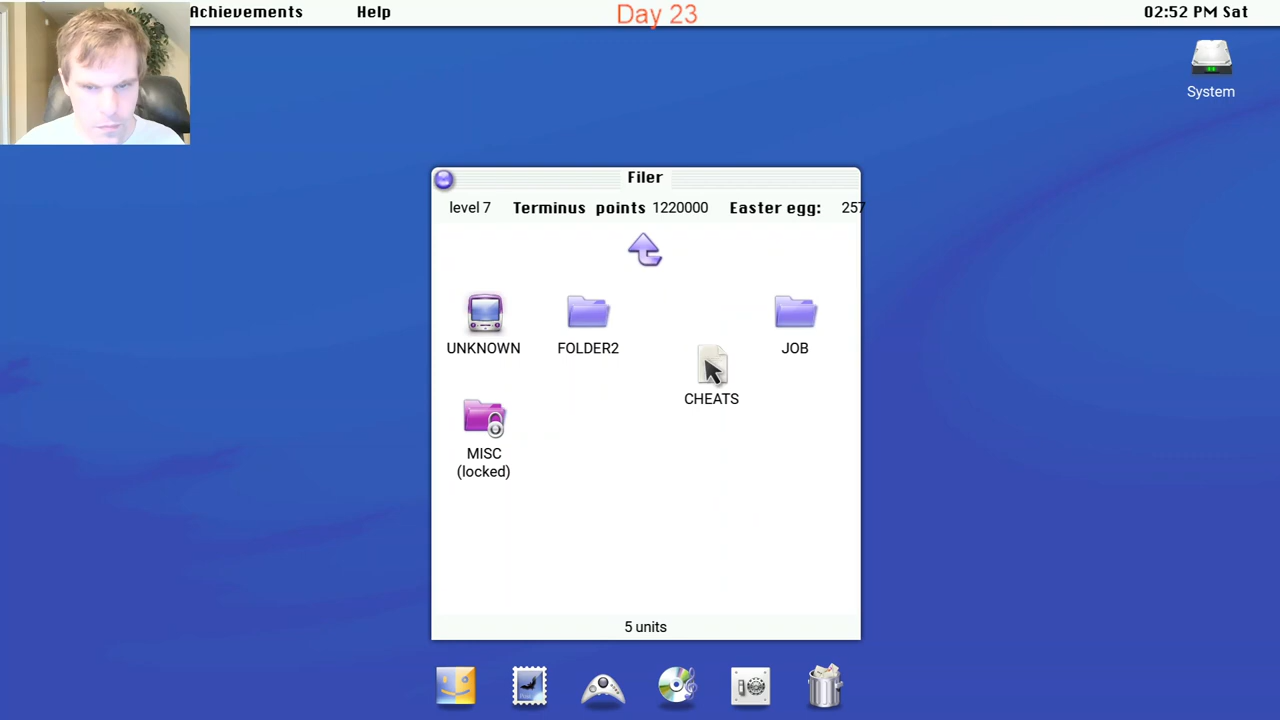 Achievements Help Day 23 02:52 PM Sat
System
Filer
level 7 Terminus points 1220000 Easter egg: 257
UNKNOWN FOLDER2 JOB
CHEATS
MISC
(locked)
5 units